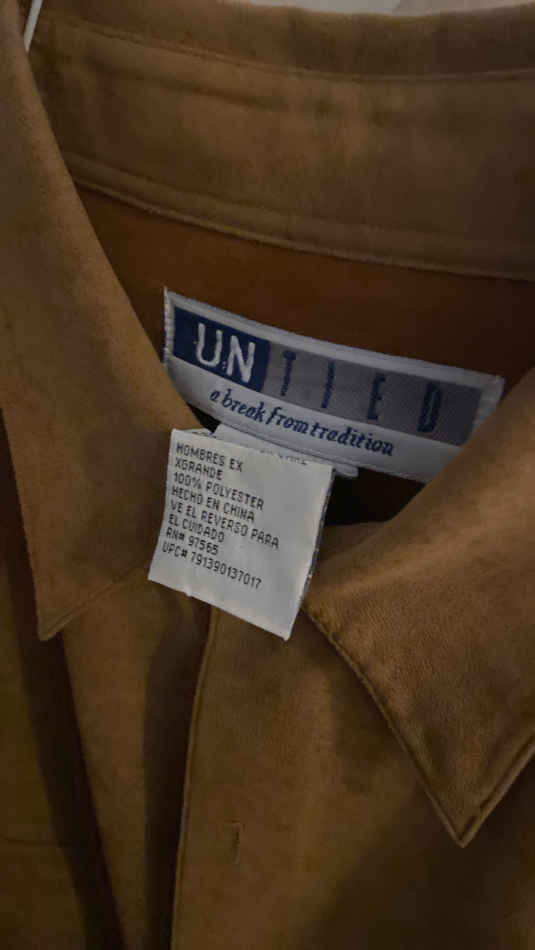 UNTIED
a break from tradition
HOMBRES EX
XGRANDE
100% POLYESTER
HECHO EN CHINA
VE EL REVERSO PARA
EL CUIDADO
RN# 97565
UPC# 791390137017